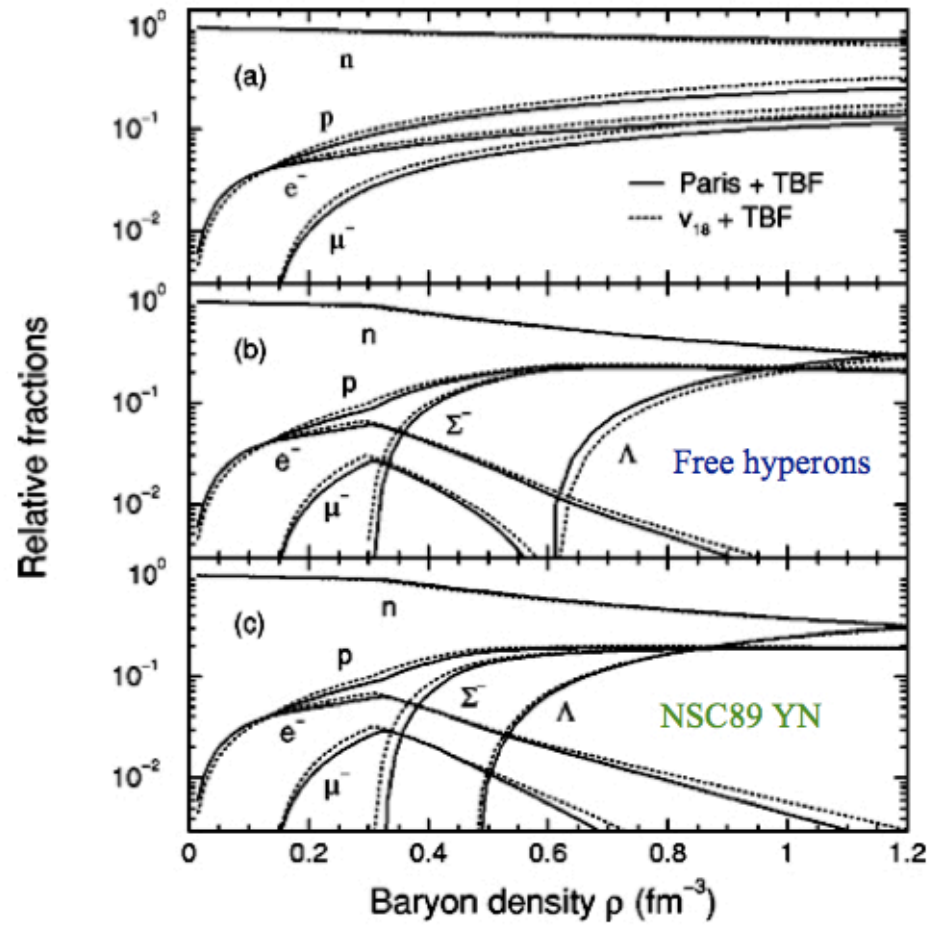 Relative fractions
10⁰
10⁻¹
10⁻²
(a)
n
p
e⁻
μ⁻
Paris + TBF
v₁₈ + TBF
10⁰
10⁻¹
10⁻²
(b)
n
p
e⁻
μ⁻
Σ⁻
Λ
Free hyperons
10⁰
10⁻¹
10⁻²
(c)
n
p
e⁻
μ⁻
Σ⁻
Λ
NSC89 YN
0 0.2 0.4 0.6 0.8 1 1.2
Baryon density ρ (fm⁻³)